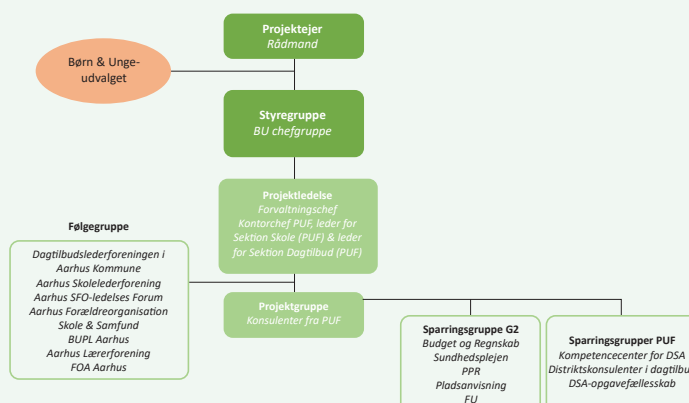 Projektejer
Rådmand
Børn & Unge-
udvalget
Styregruppe
BU chefgruppe
Projektledelse
Forvaltningschef
Kontorchef PUF, leder for
Sektion Skole (PUF) & leder
for Sektion Dagtilbud (PUF)
Følgegruppe
Dagtilbudslederforeningen i
Aarhus Kommune
Aarhus Skolelederforening
Aarhus SFO-ledelses Forum
Aarhus Forældreorganisation
Skole & Samfund
BUPL Aarhus
Aarhus Lærerforening
FOA Aarhus
Projektgruppe
Konsulenter fra PUF
Sparringsgruppe G2
Budget og Regnskab
Sundhedsplejen
PPR
Pladsanvisning
FU
Sparringsgrupper PUF
Kompetencecenter for DSA
Distriktskonsulenter i dagtilbu
DSA-opgavefællesskab